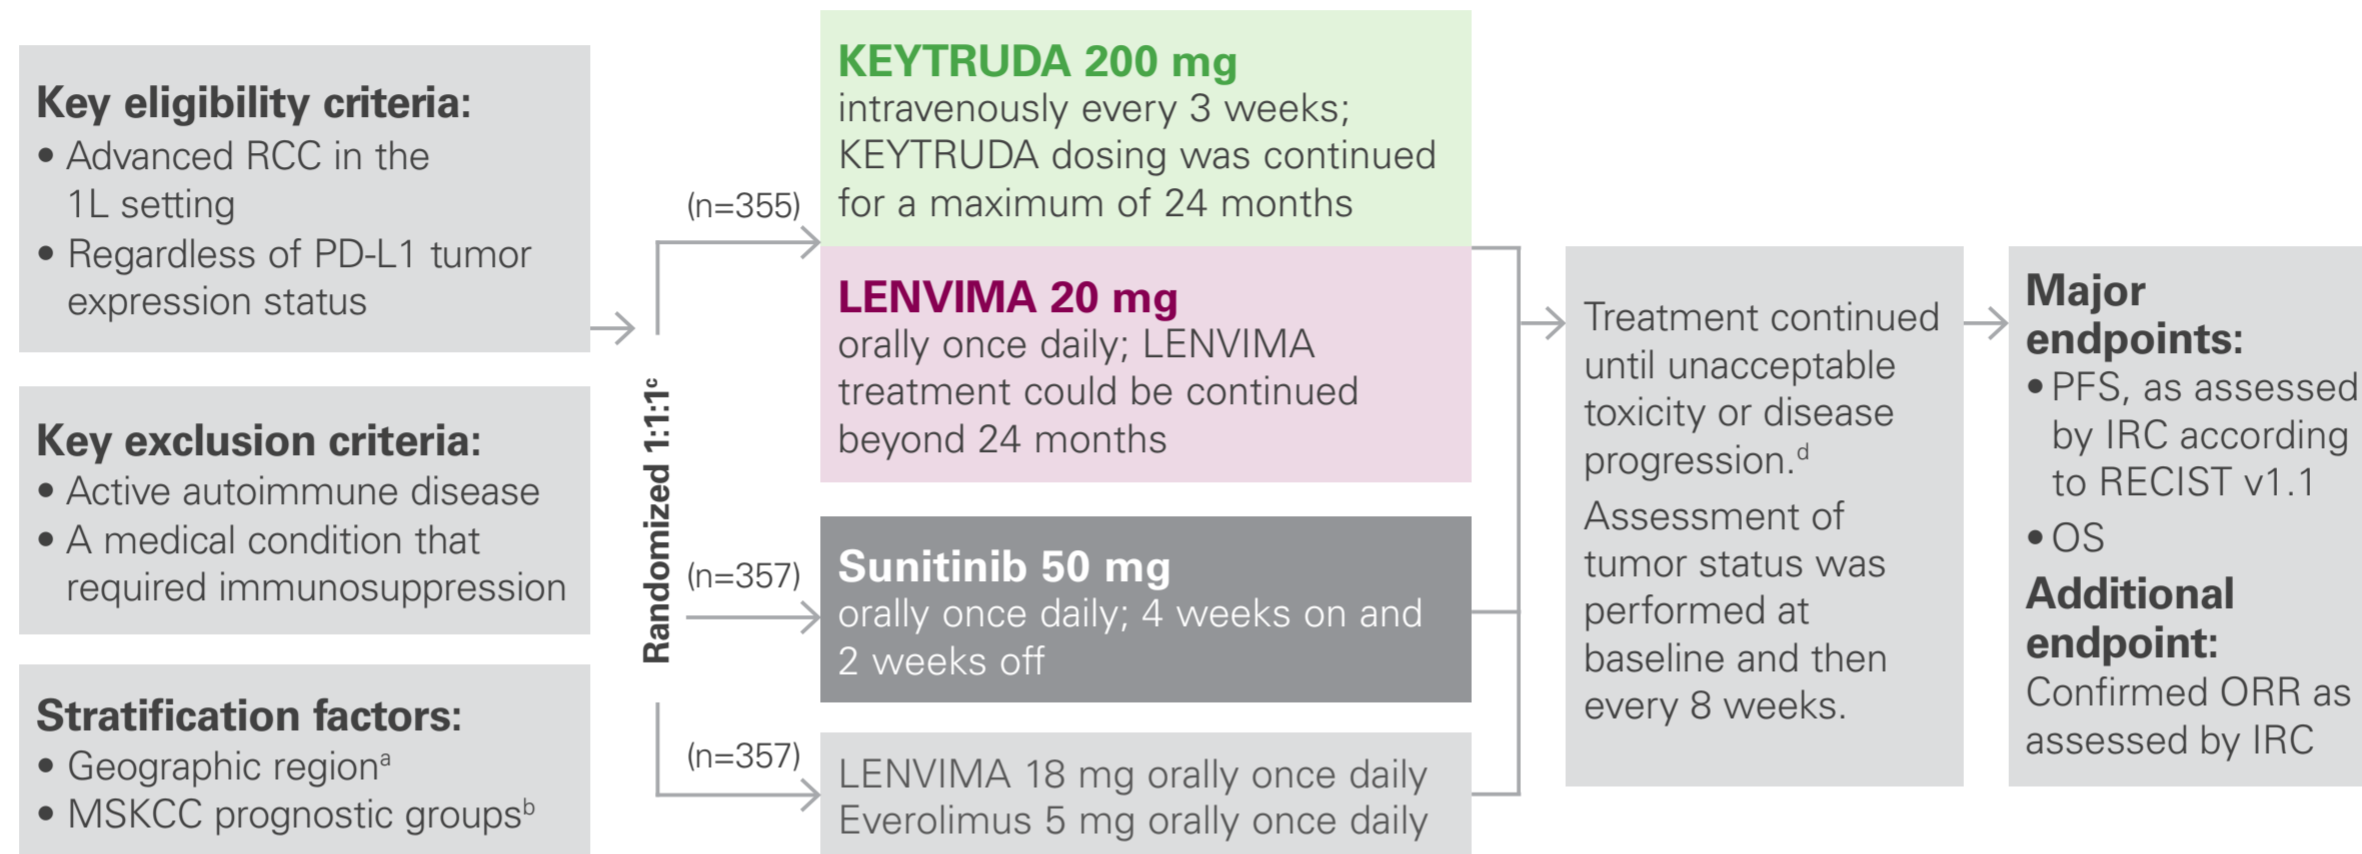 Key eligibility criteria:
• Advanced RCC in the
1L setting
• Regardless of PD-L1 tumor
expression status
Key exclusion criteria:
• Active autoimmune disease
• A medical condition that
required immunosuppression
Stratification factors:
• Geographic regionᵃ
• MSKCC prognostic groupsᵇ
Randomized 1:1:1ᶜ
(n=355)
KEYTRUDA 200 mg
intravenously every 3 weeks;
KEYTRUDA dosing was continued
for a maximum of 24 months
LENVIMA 20 mg
orally once daily; LENVIMA
treatment could be continued
beyond 24 months
(n=357)
Sunitinib 50 mg
orally once daily; 4 weeks on and
2 weeks off
(n=357)
LENVIMA 18 mg orally once daily
Everolimus 5 mg orally once daily
Treatment continued
until unacceptable
toxicity or disease
progression.ᵈ
Assessment of
tumor status was
performed at
baseline and then
every 8 weeks.
Major
endpoints:
• PFS, as assessed
by IRC according
to RECIST v1.1
• OS
Additional
endpoint:
Confirmed ORR as
assessed by IRC